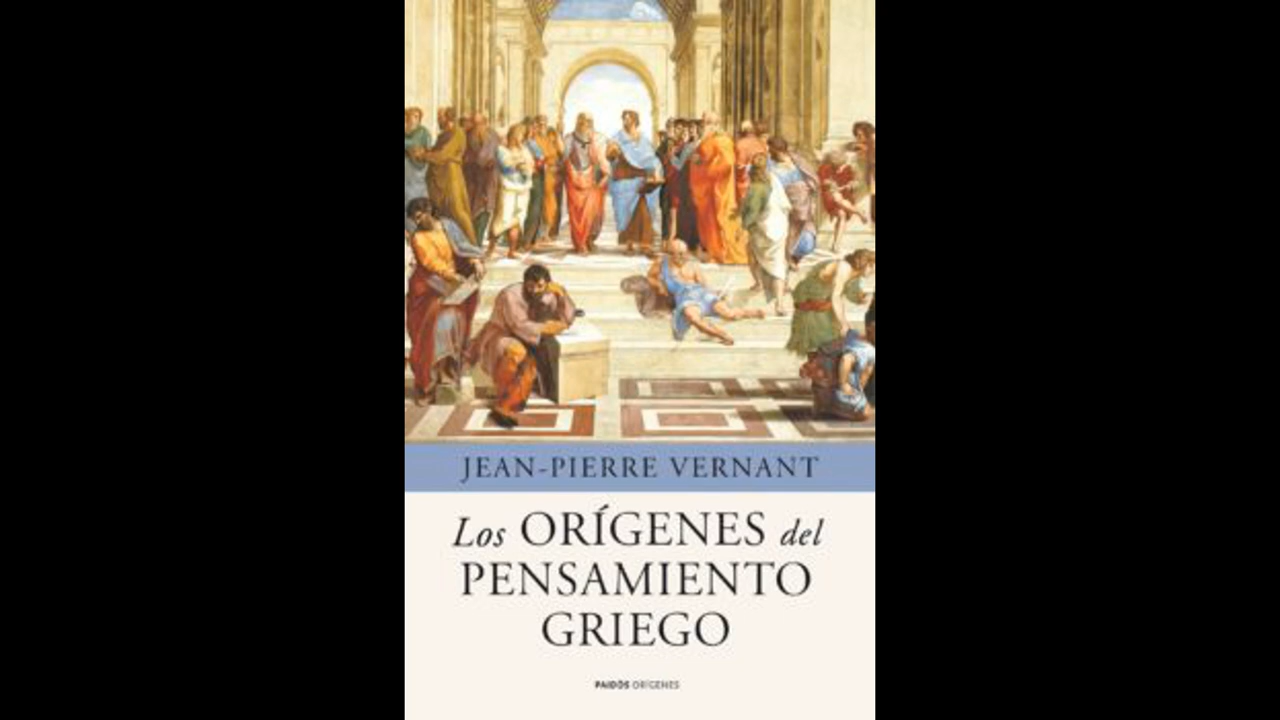 JEAN-PIERRE VERNANT
Los ORÍGENES del
PENSAMIENTO
GRIEGO
PAIDÓS ORÍGENES